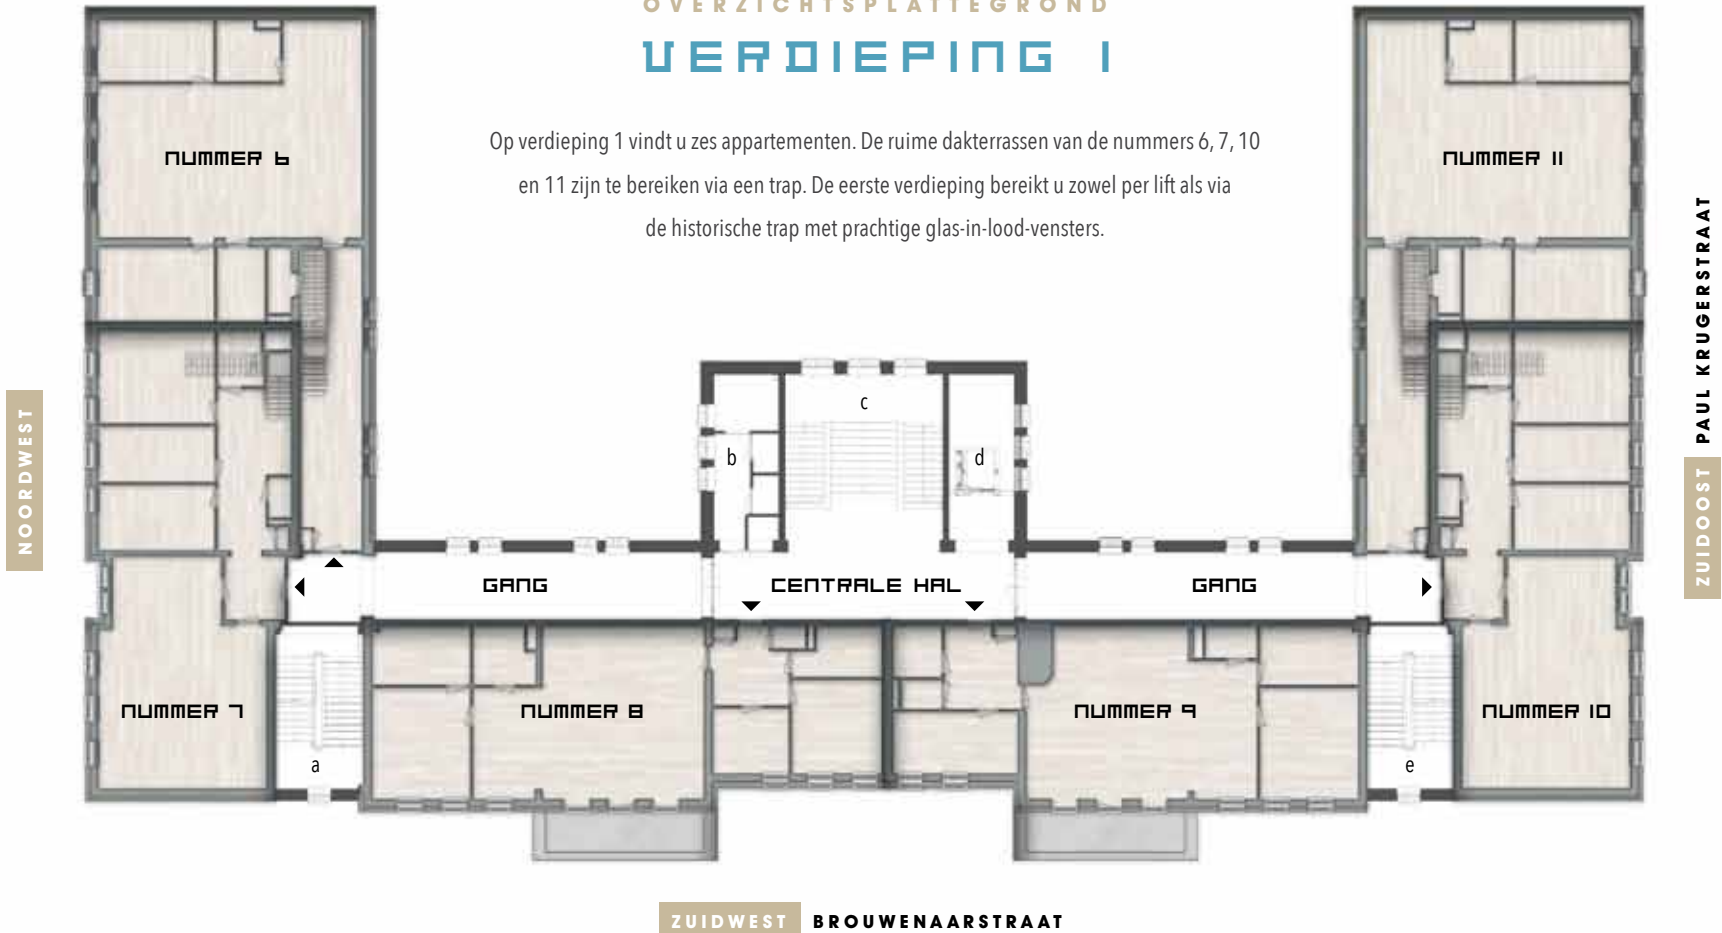 OVERZICHTSPLATTEGROND
VERDIEPING 1
Op verdieping 1 vindt u zes appartementen. De ruime dakterrassen van de nummers 6, 7, 10
en 11 zijn te bereiken via een trap. De eerste verdieping bereikt u zowel per lift als via
de historische trap met prachtige glas-in-lood-vensters.
NUMMER 6
NUMMER 11
PAUL KRUGERSTRAAT
ZUIDOOST
NOORDWEST
c
b
d
GANG
CENTRALE HAL
GANG
NUMMER 7
NUMMER 8
NUMMER 9
NUMMER 10
a
e
ZUIDWEST BROUWENAARSTRAAT